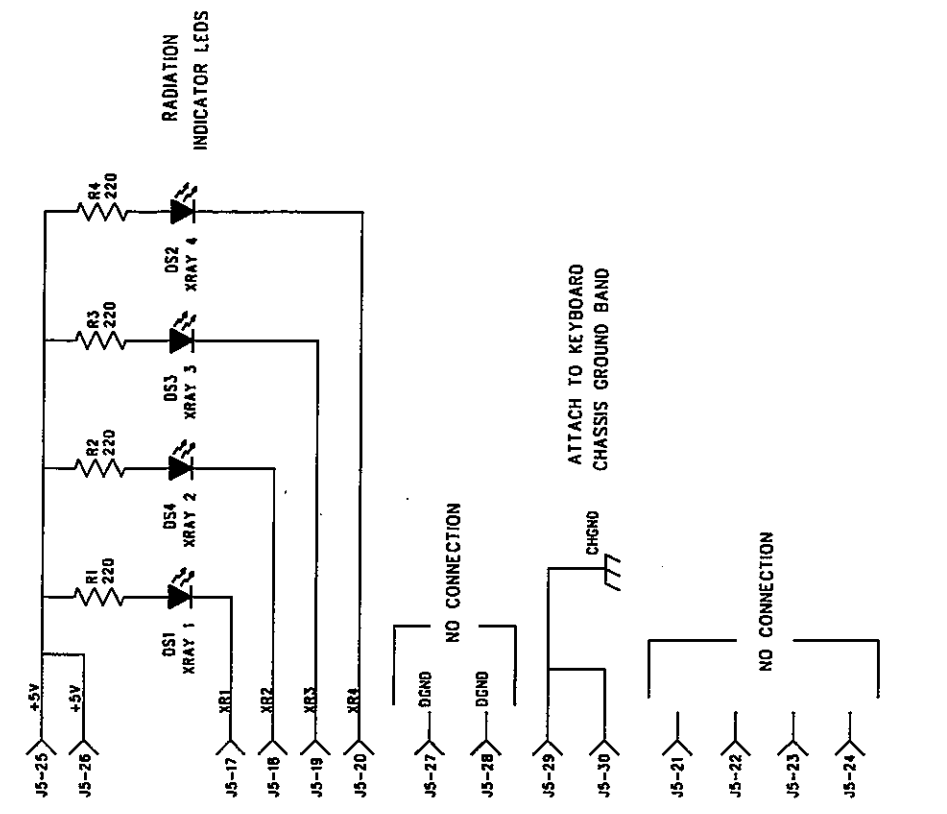 RADIATION
INDICATOR LEDS
R4
220
DS2
XRAY 4
R3
220
DS3
XRAY 3
R2
220
DS4
XRAY 2
R1
220
DS1
XRAY 1
+5V
J5-25
+5V
J5-26
XR1
J5-17
XR2
J5-18
XR3
J5-19
XR4
J5-20
NO CONNECTION
DGND
J5-27
DGND
J5-28
ATTACH TO KEYBOARD
CHASSIS GROUND BAND
CHGND
J5-29
J5-30
NO CONNECTION
J5-21
J5-22
J5-23
J5-24